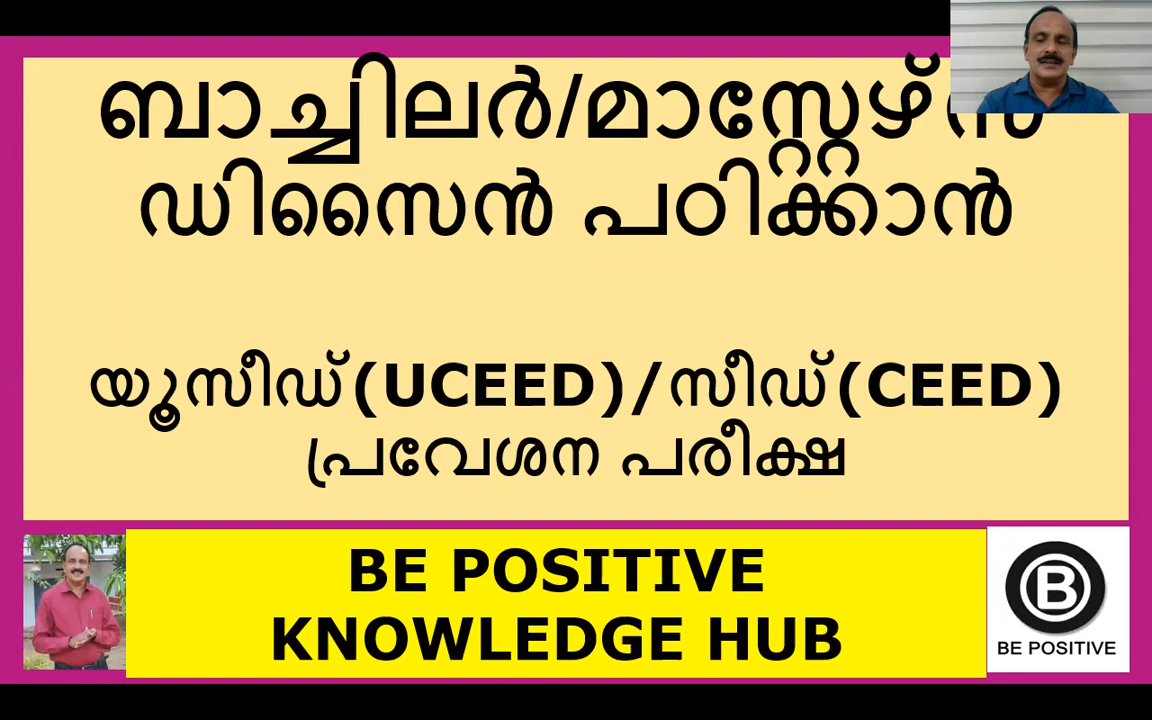 ബാച്ചിലർ/മാസ്റ്റേഴ്സ്
ഡിസൈൻ പഠിക്കാൻ
യൂസീഡ്(UCEED)/സീഡ്(CEED)
പ്രവേശന പരീക്ഷ
BE POSITIVE
KNOWLEDGE HUB
B
BE POSITIVE